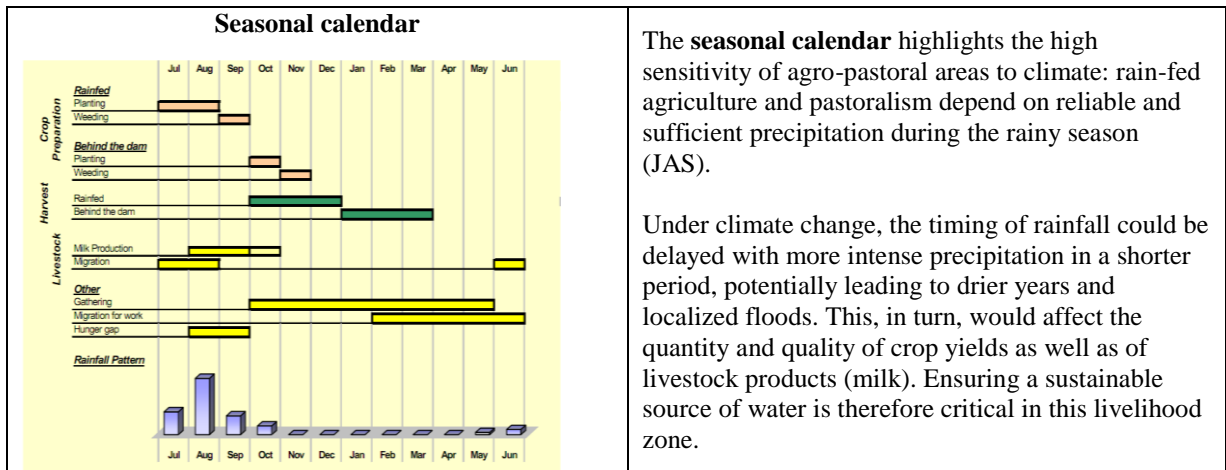 Seasonal calendar
Jul Aug Sep Oct Nov Dec Jan Feb Mar Apr May Jun
Crop Preparation
Rainfed
Planting
Weeding
Behind the dam
Planting
Weeding
Harvest
Rainfed
Behind the dam
Livestock
Milk Production
Migration
Other
Gathering
Migration for work
Hunger gap
Rainfall Pattern
Jul Aug Sep Oct Nov Dec Jan Feb Mar Apr May Jun
The seasonal calendar highlights the high
sensitivity of agro-pastoral areas to climate: rain-fed
agriculture and pastoralism depend on reliable and
sufficient precipitation during the rainy season
(JAS).
Under climate change, the timing of rainfall could be
delayed with more intense precipitation in a shorter
period, potentially leading to drier years and
localized floods. This, in turn, would affect the
quantity and quality of crop yields as well as of
livestock products (milk). Ensuring a sustainable
source of water is therefore critical in this livelihood
zone.